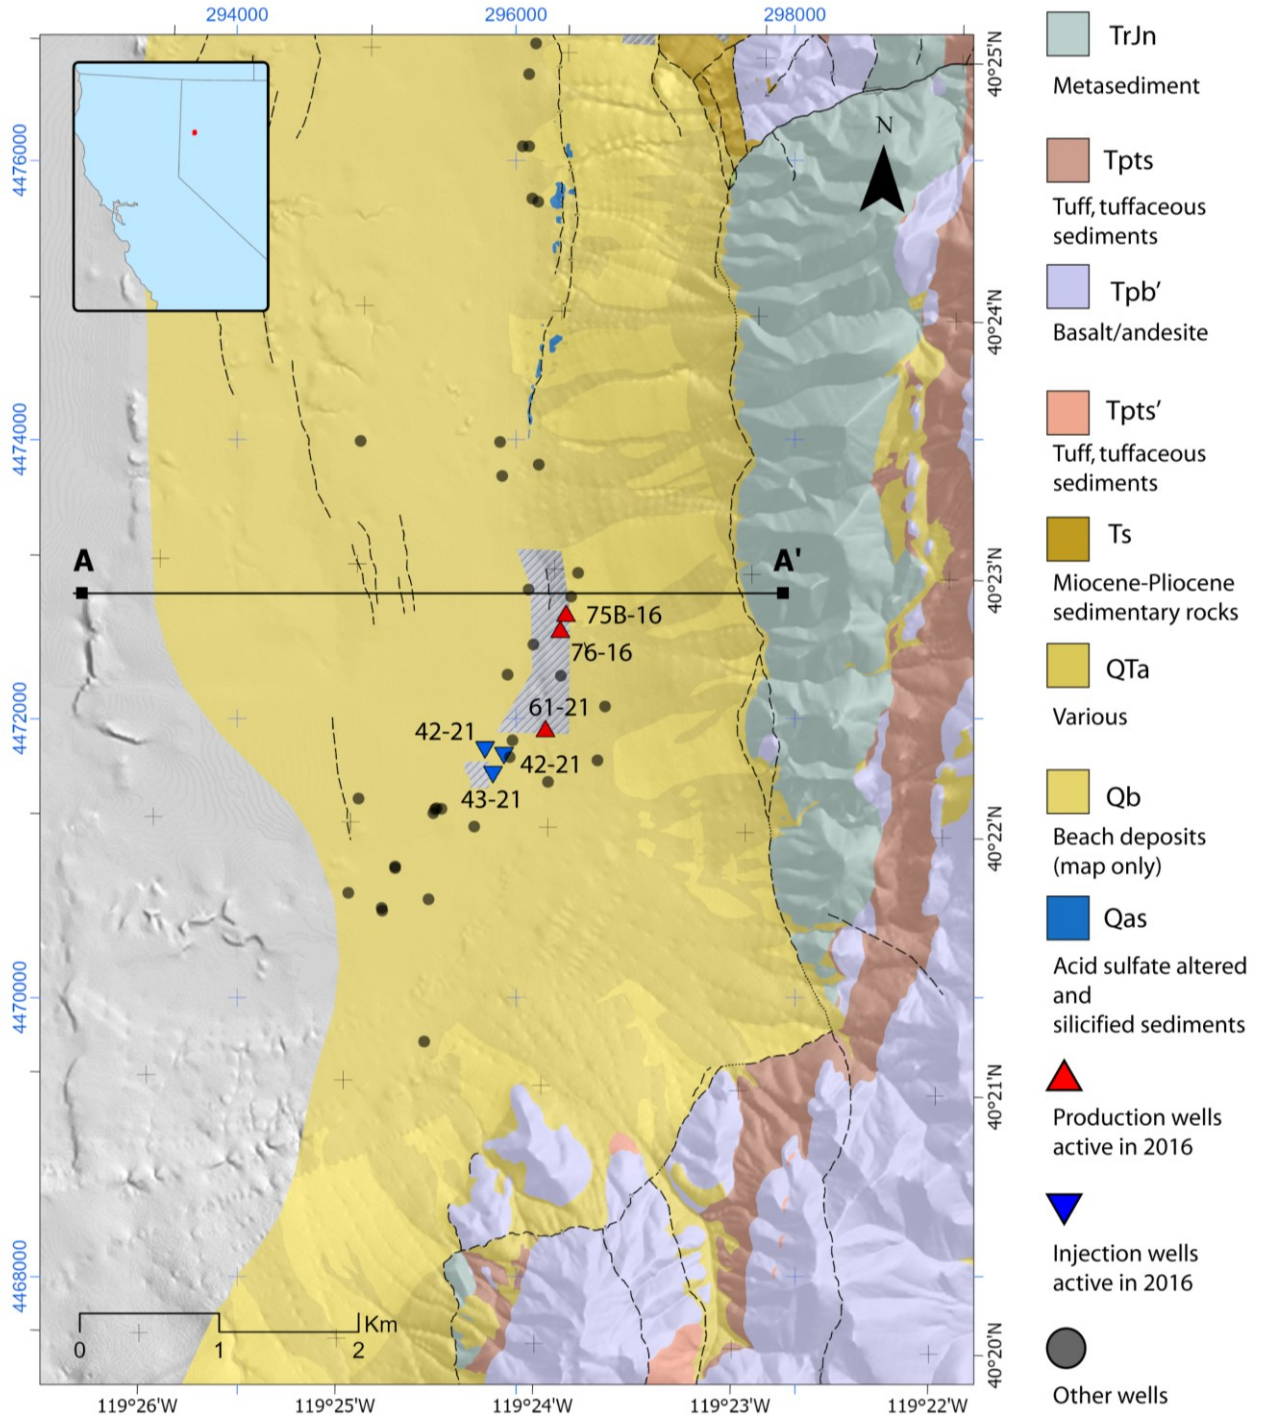 294000
296000
298000
4476000
4474000
4472000
4470000
4468000
40°25'N
40°24'N
40°23'N
40°22'N
40°21'N
40°20'N
N
A
A'
75B-16
76-16
61-21
42-21
42-21
43-21
Km
0
1
2
119°26'W
119°25'W
119°24'W
119°23'W
119°22'W
TrJn
Metasediment
Tpts
Tuff, tuffaceous
sediments
Tpb'
Basalt/andesite
Tpts'
Tuff, tuffaceous
sediments
Ts
Miocene-Pliocene
sedimentary rocks
QTa
Various
Qb
Beach deposits
(map only)
Qas
Acid sulfate altered
and
silicified sediments
Production wells
active in 2016
Injection wells
active in 2016
Other wells